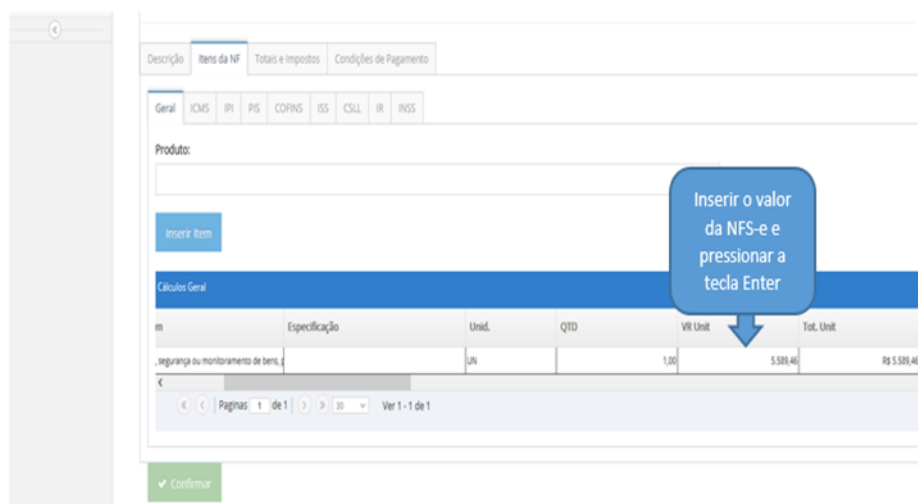 Descrição Itens da NF Totais e Impostos Condições de Pagamento
Geral ICMS IPI PIS COFINS ISS CSLL IR INSS
Produto:
Inserir o valor
da NFS-e e
pressionar a
tecla Enter
Inserir Item
Cálculos Geral
m Especificação Unid. QTD VR Unit Tot. Unit
, segurança ou monitoramento de bens, p UN 1,00 5.589,46 R$ 5.589,46
Paginas 1 de 1 30 Ver 1 - 1 de 1
Confirmar